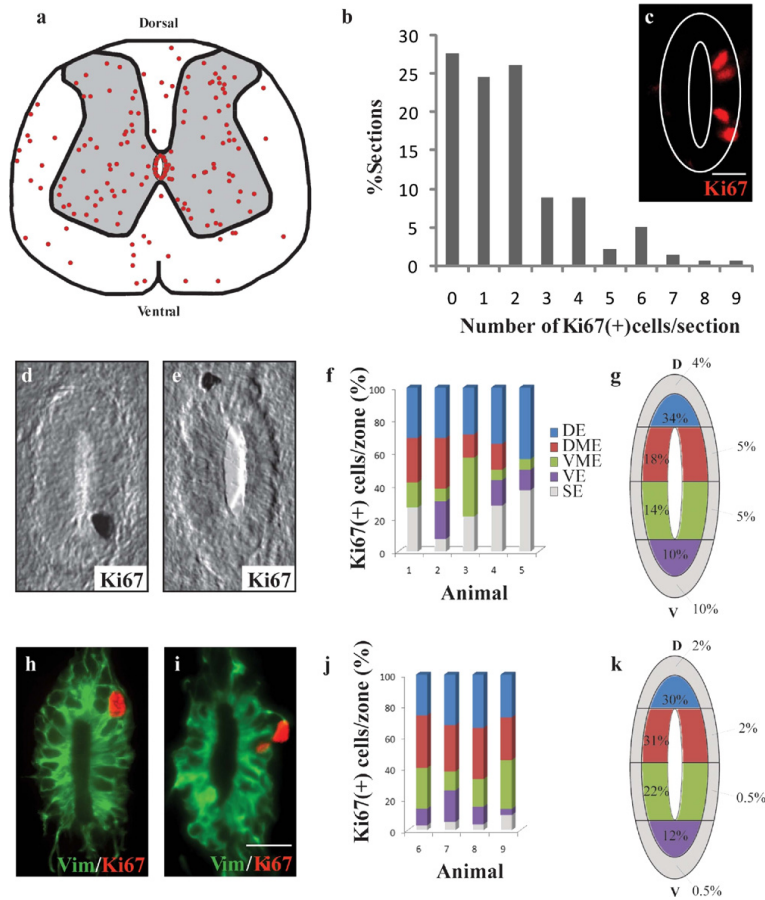 a
Dorsal
Ventral
b
%Sections
30
25
20
15
10
5
0
0 1 2 3 4 5 6 7 8 9
Number of Ki67(+)cells/section
c
Ki67
d
Ki67
e
Ki67
f
Ki67(+) cells/zone (%)
100
80
60
40
20
0
1 2 3 4 5
Animal
DE
DME
VME
VE
SE
g
D
4%
34%
18%
5%
14%
5%
10%
V
10%
h
Vim/Ki67
i
Vim/Ki67
j
Ki67(+) cells/zone (%)
100
80
60
40
20
0
6 7 8 9
Animal
k
D
2%
30%
31%
2%
22%
0.5%
12%
V
0.5%